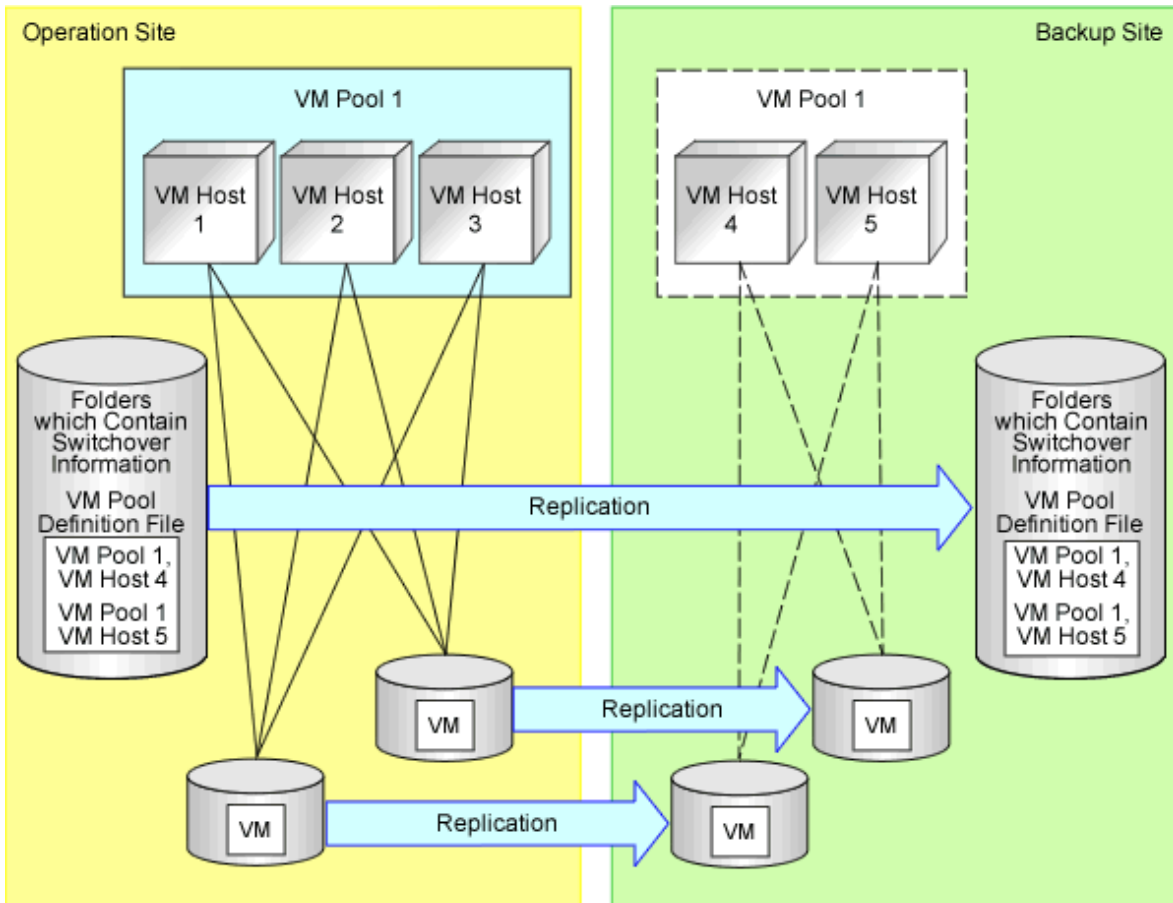 Operation Site
Backup Site
VM Pool 1
VM Pool 1
VM Host
1
VM Host
2
VM Host
3
VM Host
4
VM Host
5
Folders
which Contain
Switchover
Information
VM Pool
Definition File
VM Pool 1,
VM Host 4
VM Pool 1
VM Host 5
Replication
Folders
which Contain
Switchover
Information
VM Pool
Definition File
VM Pool 1,
VM Host 4
VM Pool 1,
VM Host 5
VM
Replication
VM
VM
Replication
VM